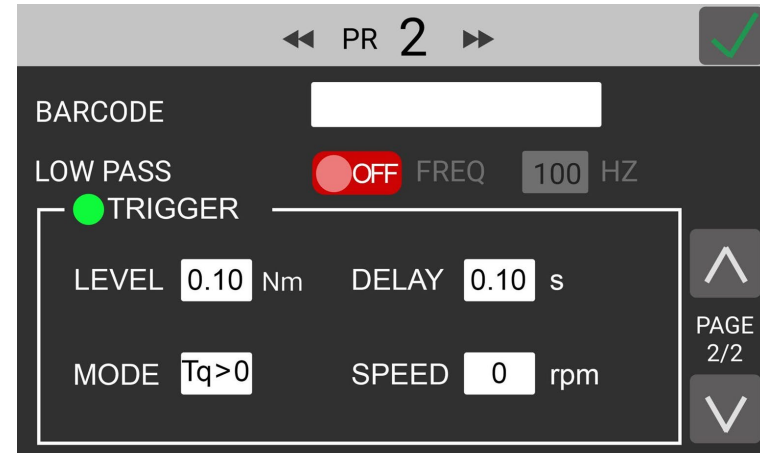 PR 2
BARCODE
LOW PASS OFF FREQ 100 HZ
TRIGGER
LEVEL 0.10 Nm DELAY 0.10 s
MODE Tq>0 SPEED 0 rpm
PAGE
2/2